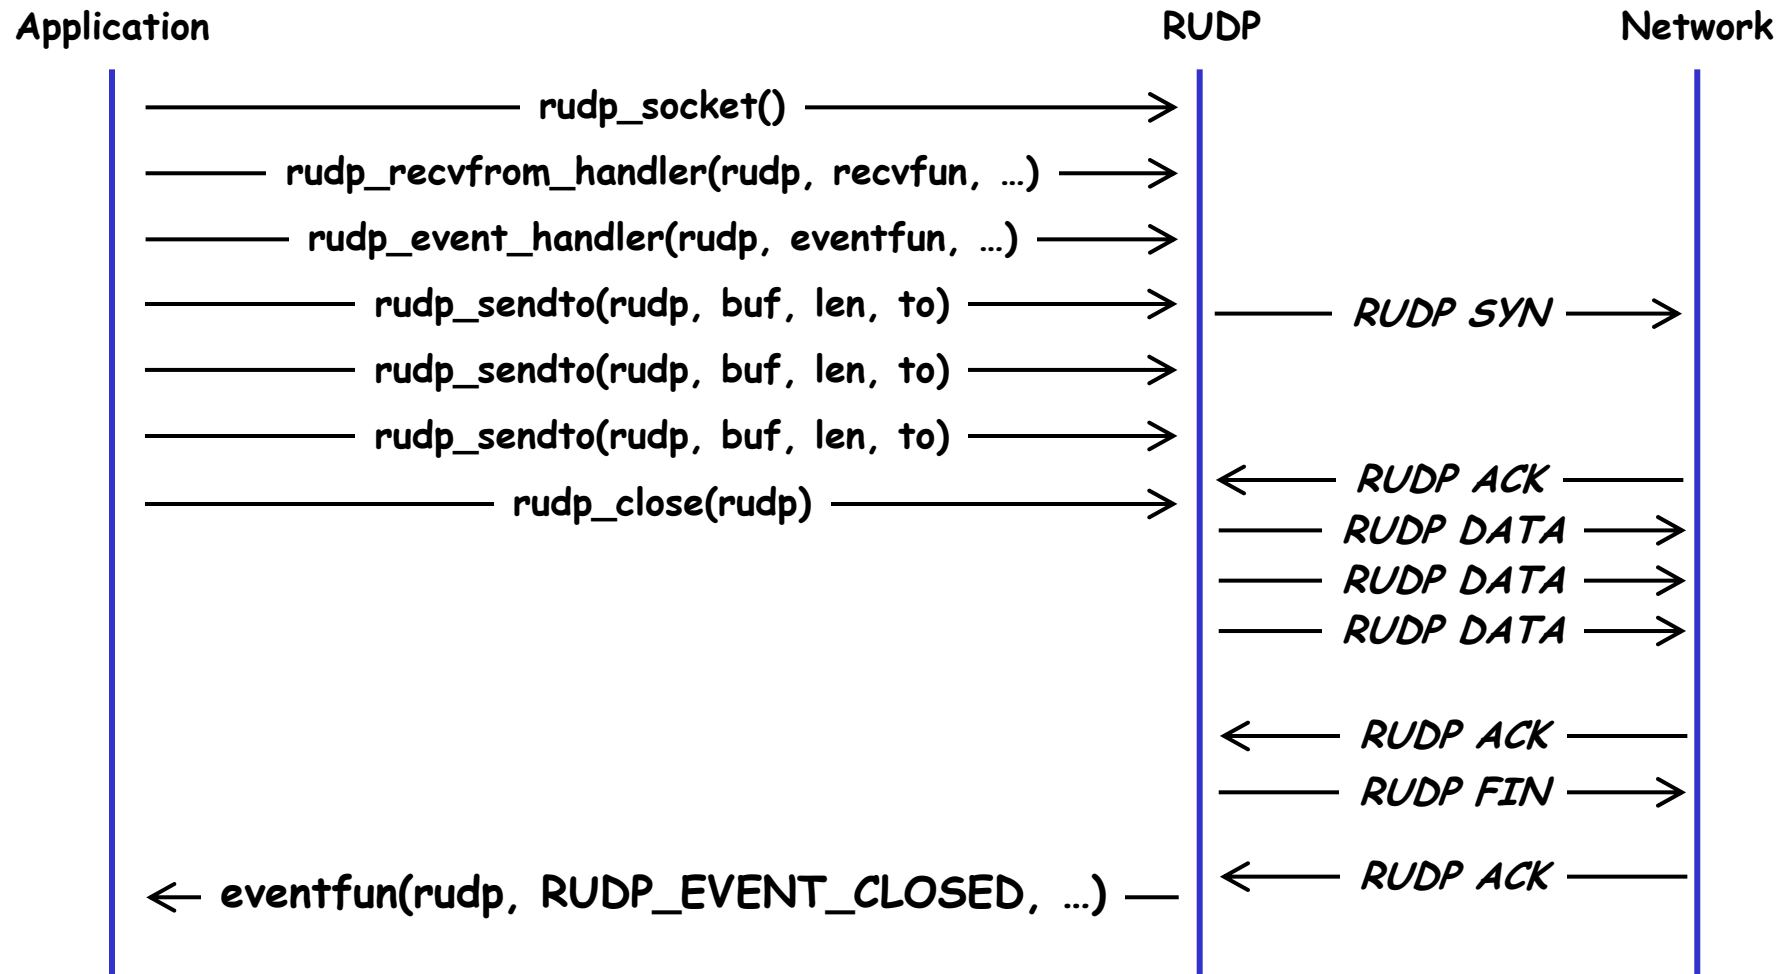 Application RUDP Network
rudp_socket()
rudp_recvfrom_handler(rudp, recvfun, …)
rudp_event_handler(rudp, eventfun, …)
rudp_sendto(rudp, buf, len, to) RUDP SYN
rudp_sendto(rudp, buf, len, to)
rudp_sendto(rudp, buf, len, to)
RUDP ACK
rudp_close(rudp)
RUDP DATA
RUDP DATA
RUDP DATA
RUDP ACK
RUDP FIN
RUDP ACK
eventfun(rudp, RUDP_EVENT_CLOSED, …)